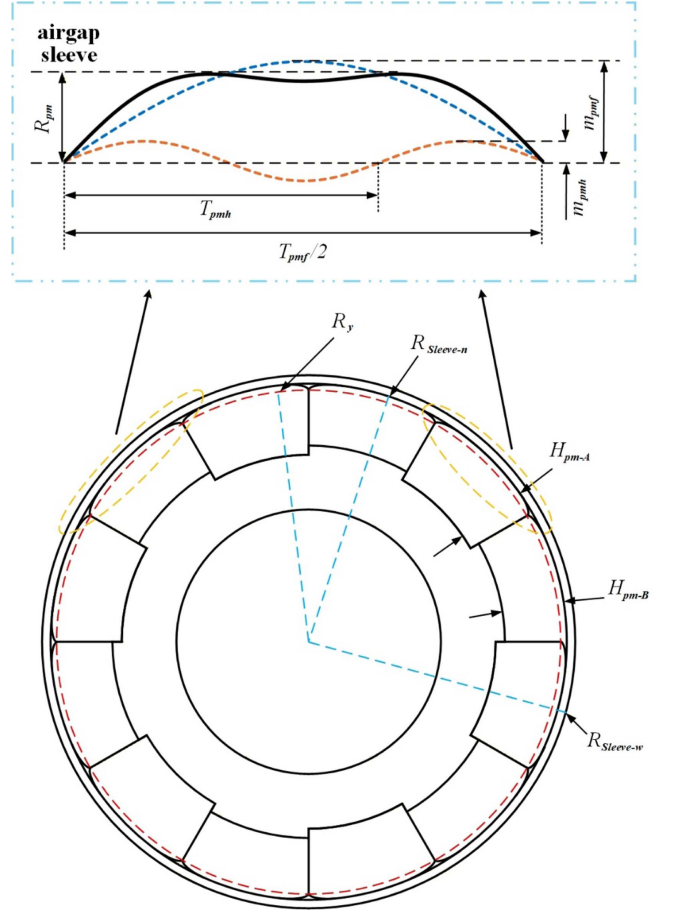 airgap
sleeve
R_pm
m_pmf
m_pmh
T_pmh
T_pmf/2
R_y
R_Sleeve-n
H_pm-A
H_pm-B
R_Sleeve-w